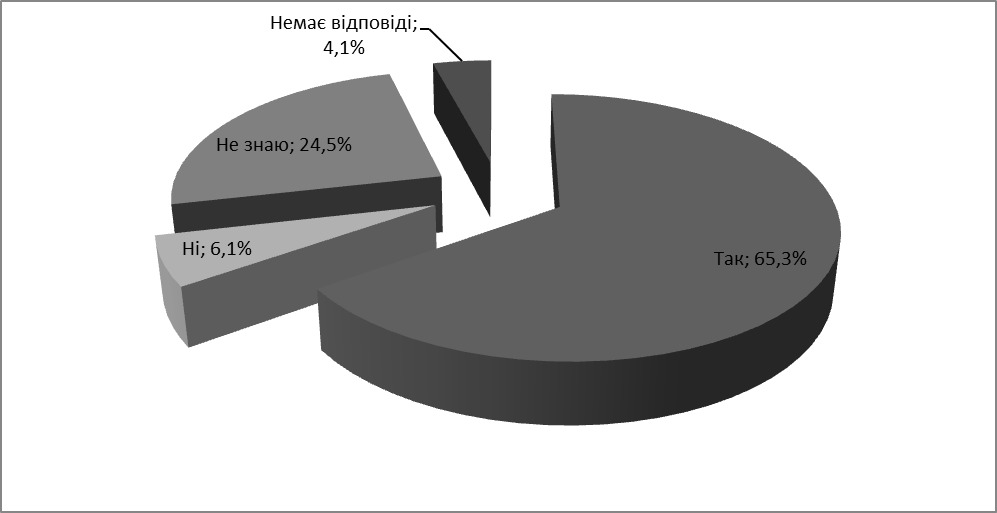 Немає відповіді;
4,1%
Не знаю; 24,5%
Ні; 6,1%
Так; 65,3%